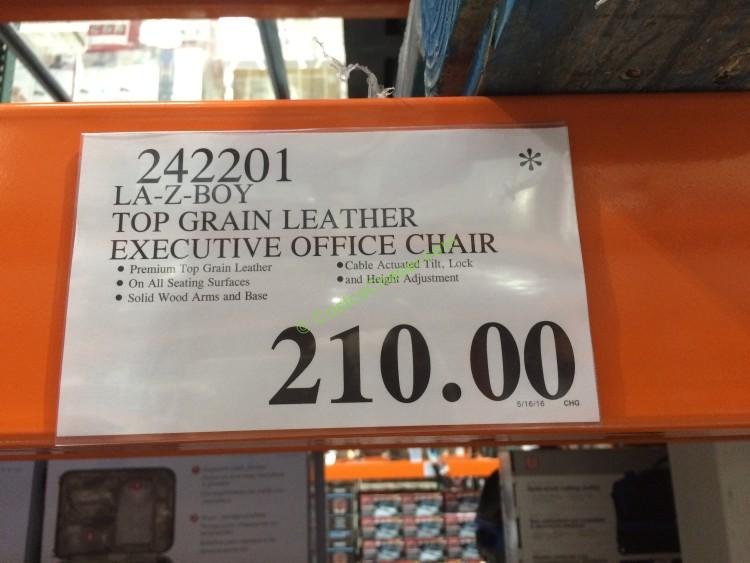 242201
*
LA-Z-BOY
TOP GRAIN LEATHER
EXECUTIVE OFFICE CHAIR
• Premium Top Grain Leather
• On All Seating Surfaces
• Solid Wood Arms and Base
• Cable Actuated Tilt, Lock
• and Height Adjustment
210.00
5/16/16 CHG